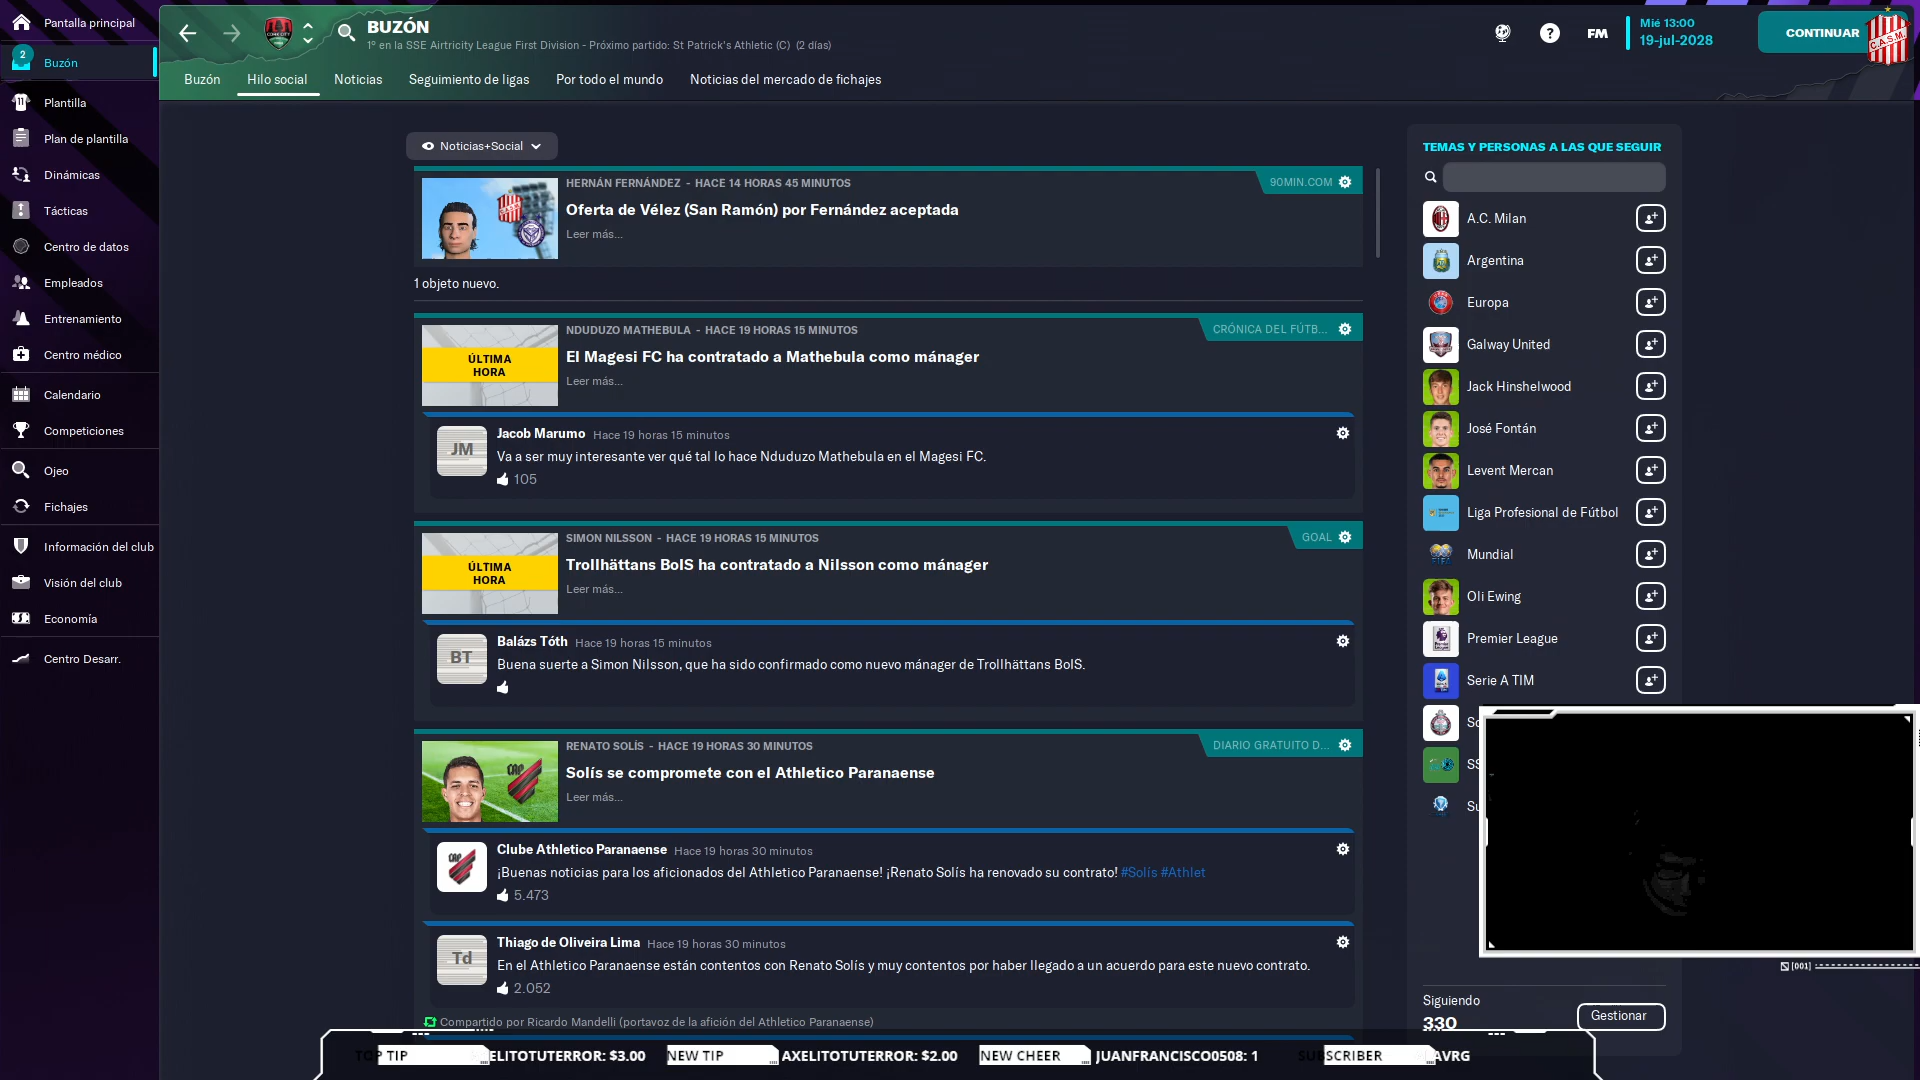 Pantalla principal
2
Buzón
Plantilla
Plan de plantilla
Dinámicas
Tácticas
Centro de datos
Empleados
Entrenamiento
Centro médico
Calendario
Competiciones
Ojeo
Fichajes
Información del club
Visión del club
Economía
Centro Desarr.
BUZÓN
1º en la SSE Airtricity League First Division - Próximo partido: St Patrick's Athletic (C) (2 días)
FM
Mié 13:00
19-jul-2028
CONTINUAR
C.A.S.M.
Buzón
Hilo social
Noticias
Seguimiento de ligas
Por todo el mundo
Noticias del mercado de fichajes
Noticias+Social
HERNÁN FERNÁNDEZ - HACE 14 HORAS 45 MINUTOS
90MIN.COM
Oferta de Vélez (San Ramón) por Fernández aceptada
Leer más...
1 objeto nuevo.
ÚLTIMA
HORA
NDUDUZO MATHEBULA - HACE 19 HORAS 15 MINUTOS
CRÓNICA DEL FÚTB...
El Magesi FC ha contratado a Mathebula como mánager
Leer más...
JM
Jacob Marumo Hace 19 horas 15 minutos
Va a ser muy interesante ver qué tal lo hace Nduduzo Mathebula en el Magesi FC.
105
ÚLTIMA
HORA
SIMON NILSSON - HACE 19 HORAS 15 MINUTOS
GOAL
Trollhättans BoIS ha contratado a Nilsson como mánager
Leer más...
BT
Balázs Tóth Hace 19 horas 15 minutos
Buena suerte a Simon Nilsson, que ha sido confirmado como nuevo mánager de Trollhättans BoIS.
RENATO SOLÍS - HACE 19 HORAS 30 MINUTOS
DIARIO GRATUITO D...
Solís se compromete con el Athletico Paranaense
Leer más...
Clube Athletico Paranaense Hace 19 horas 30 minutos
¡Buenas noticias para los aficionados del Athletico Paranaense! ¡Renato Solís ha renovado su contrato! #Solís #Athlet
5.473
Td
Thiago de Oliveira Lima Hace 19 horas 30 minutos
En el Athletico Paranaense están contentos con Renato Solís y muy contentos por haber llegado a un acuerdo para este nuevo contrato.
2.052
Compartido por Ricardo Mandelli (portavoz de la afición del Athletico Paranaense)
TEMAS Y PERSONAS A LAS QUE SEGUIR
A.C. Milan
Argentina
Europa
Galway United
Jack Hinshelwood
José Fontán
Levent Mercan
Liga Profesional de Fútbol
Mundial
Oli Ewing
Premier League
Serie A TIM
So
SS
Su
[001]
Siguiendo
330
Gestionar
TOP TIP
ELITOTUTERROR: $3.00
NEW TIP
AXELITOTUTERROR: $2.00
NEW CHEER
JUANFRANCISCO0508: 1
SUBSCRIBER
AVRG